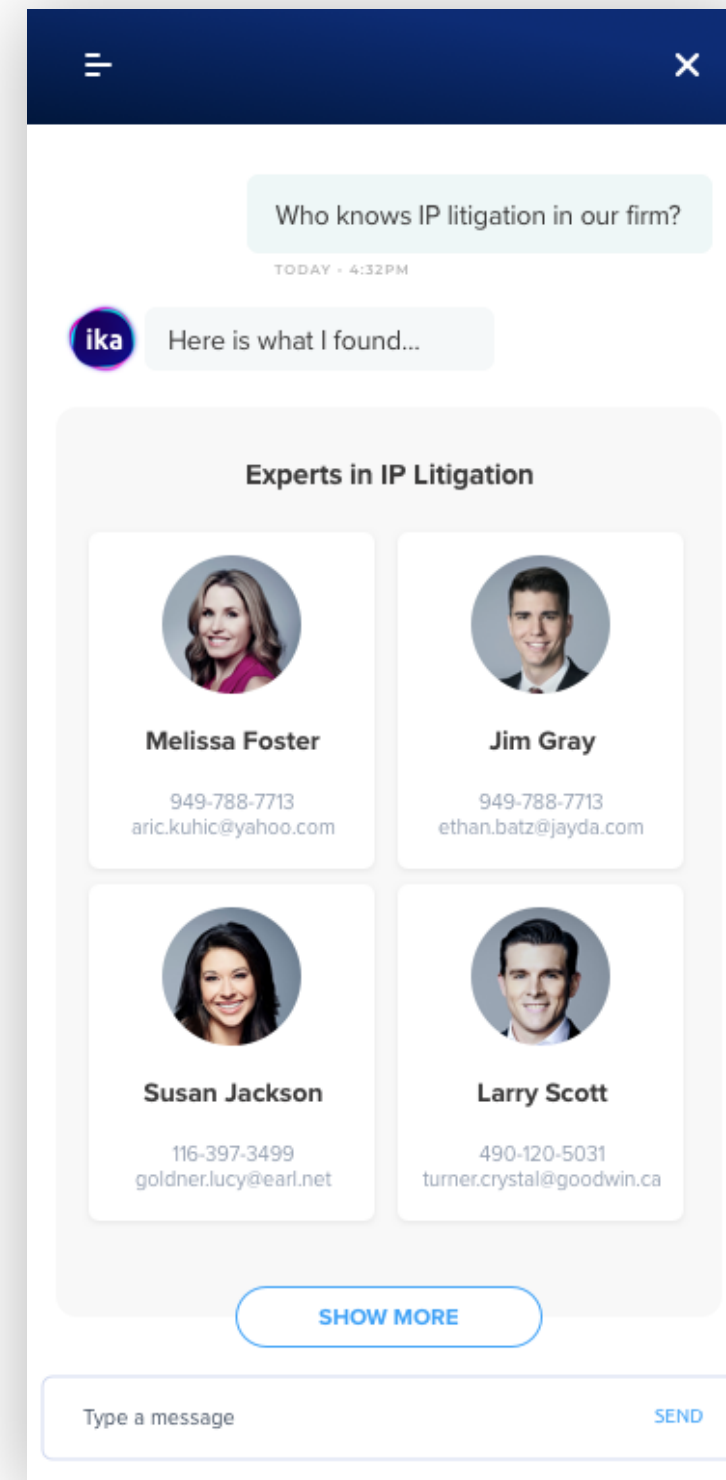 Who knows IP litigation in our firm?
TODAY • 4:32PM
ika
Here is what I found...
Experts in IP Litigation
Melissa Foster
949-788-7713
aric.kuhic@yahoo.com
Jim Gray
949-788-7713
ethan.batz@jayda.com
Susan Jackson
116-397-3499
goldner.lucy@earl.net
Larry Scott
490-120-5031
turner.crystal@goodwin.ca
SHOW MORE
Type a message
SEND